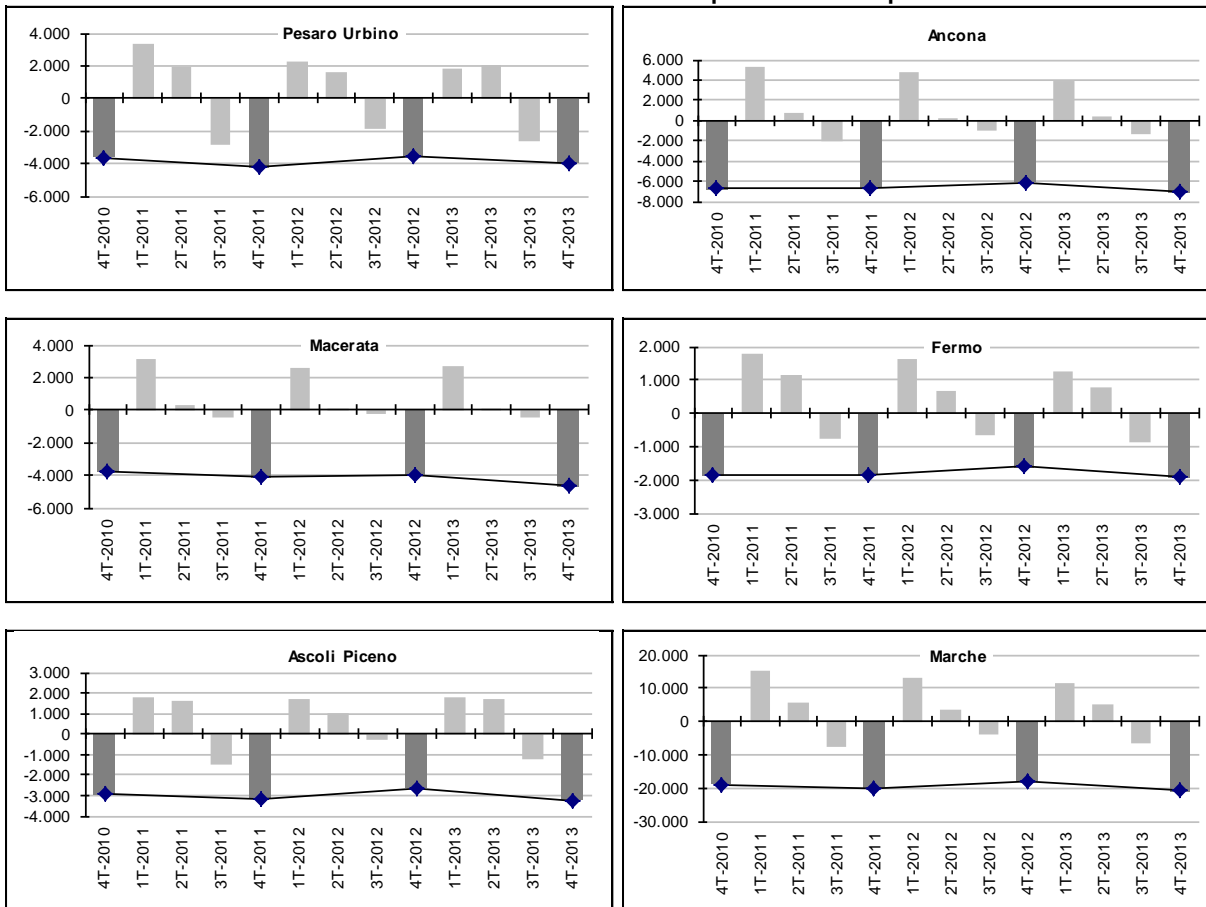 Pesaro Urbino
4.000
2.000
0
-2.000
-4.000
-6.000
4T-2010
1T-2011
2T-2011
3T-2011
4T-2011
1T-2012
2T-2012
3T-2012
4T-2012
1T-2013
2T-2013
3T-2013
4T-2013
Ancona
6.000
4.000
2.000
0
-2.000
-4.000
-6.000
-8.000
4T-2010
1T-2011
2T-2011
3T-2011
4T-2011
1T-2012
2T-2012
3T-2012
4T-2012
1T-2013
2T-2013
3T-2013
4T-2013
Macerata
4.000
2.000
0
-2.000
-4.000
-6.000
4T-2010
1T-2011
2T-2011
3T-2011
4T-2011
1T-2012
2T-2012
3T-2012
4T-2012
1T-2013
2T-2013
3T-2013
4T-2013
Fermo
2.000
1.000
0
-1.000
-2.000
-3.000
4T-2010
1T-2011
2T-2011
3T-2011
4T-2011
1T-2012
2T-2012
3T-2012
4T-2012
1T-2013
2T-2013
3T-2013
4T-2013
Ascoli Piceno
3.000
2.000
1.000
0
-1.000
-2.000
-3.000
-4.000
4T-2010
1T-2011
2T-2011
3T-2011
4T-2011
1T-2012
2T-2012
3T-2012
4T-2012
1T-2013
2T-2013
3T-2013
4T-2013
Marche
20.000
10.000
0
-10.000
-20.000
-30.000
4T-2010
1T-2011
2T-2011
3T-2011
4T-2011
1T-2012
2T-2012
3T-2012
4T-2012
1T-2013
2T-2013
3T-2013
4T-2013